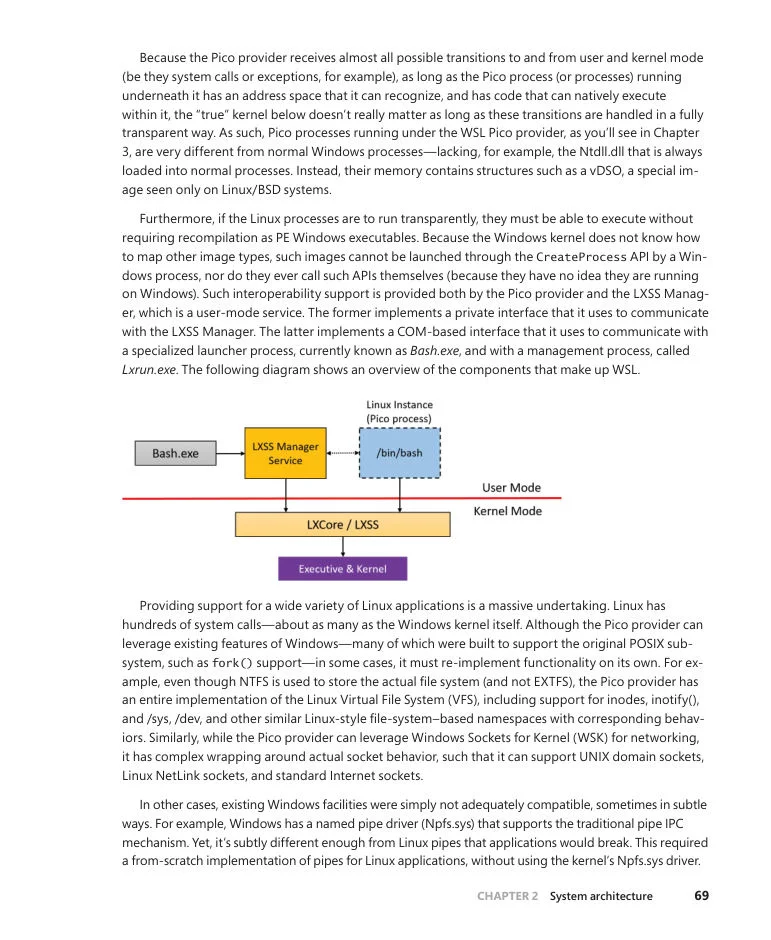 Because the Pico provider receives almost all possible transitions to and from user and kernel mode
(be they system calls or exceptions, for example), as long as the Pico process (or processes) running
underneath it has an address space that it can recognize, and has code that can natively execute
within it, the “true” kernel below doesn’t really matter as long as these transitions are handled in a fully
transparent way. As such, Pico processes running under the WSL Pico provider, as you’ll see in Chapter
3, are very different from normal Windows processes—lacking, for example, the Ntdll.dll that is always
loaded into normal processes. Instead, their memory contains structures such as a vDSO, a special im-
age seen only on Linux/BSD systems.
Furthermore, if the Linux processes are to run transparently, they must be able to execute without
requiring recompilation as PE Windows executables. Because the Windows kernel does not know how
to map other image types, such images cannot be launched through the CreateProcess API by a Win-
dows process, nor do they ever call such APIs themselves (because they have no idea they are running
on Windows). Such interoperability support is provided both by the Pico provider and the LXSS Manag-
er, which is a user-mode service. The former implements a private interface that it uses to communicate
with the LXSS Manager. The latter implements a COM-based interface that it uses to communicate with
a specialized launcher process, currently known as Bash.exe, and with a management process, called
Lxrun.exe. The following diagram shows an overview of the components that make up WSL.
Linux Instance
(Pico process)
Bash.exe
LXSS Manager
Service
/bin/bash
User Mode
Kernel Mode
LXCore / LXSS
Executive & Kernel
Providing support for a wide variety of Linux applications is a massive undertaking. Linux has
hundreds of system calls—about as many as the Windows kernel itself. Although the Pico provider can
leverage existing features of Windows—many of which were built to support the original POSIX sub-
system, such as fork() support—in some cases, it must re-implement functionality on its own. For ex-
ample, even though NTFS is used to store the actual file system (and not EXTFS), the Pico provider has
an entire implementation of the Linux Virtual File System (VFS), including support for inodes, inotify(),
and /sys, /dev, and other similar Linux-style file-system–based namespaces with corresponding behav-
iors. Similarly, while the Pico provider can leverage Windows Sockets for Kernel (WSK) for networking,
it has complex wrapping around actual socket behavior, such that it can support UNIX domain sockets,
Linux NetLink sockets, and standard Internet sockets.
In other cases, existing Windows facilities were simply not adequately compatible, sometimes in subtle
ways. For example, Windows has a named pipe driver (Npfs.sys) that supports the traditional pipe IPC
mechanism. Yet, it’s subtly different enough from Linux pipes that applications would break. This required
a from-scratch implementation of pipes for Linux applications, without using the kernel’s Npfs.sys driver.
CHAPTER 2 System architecture 69